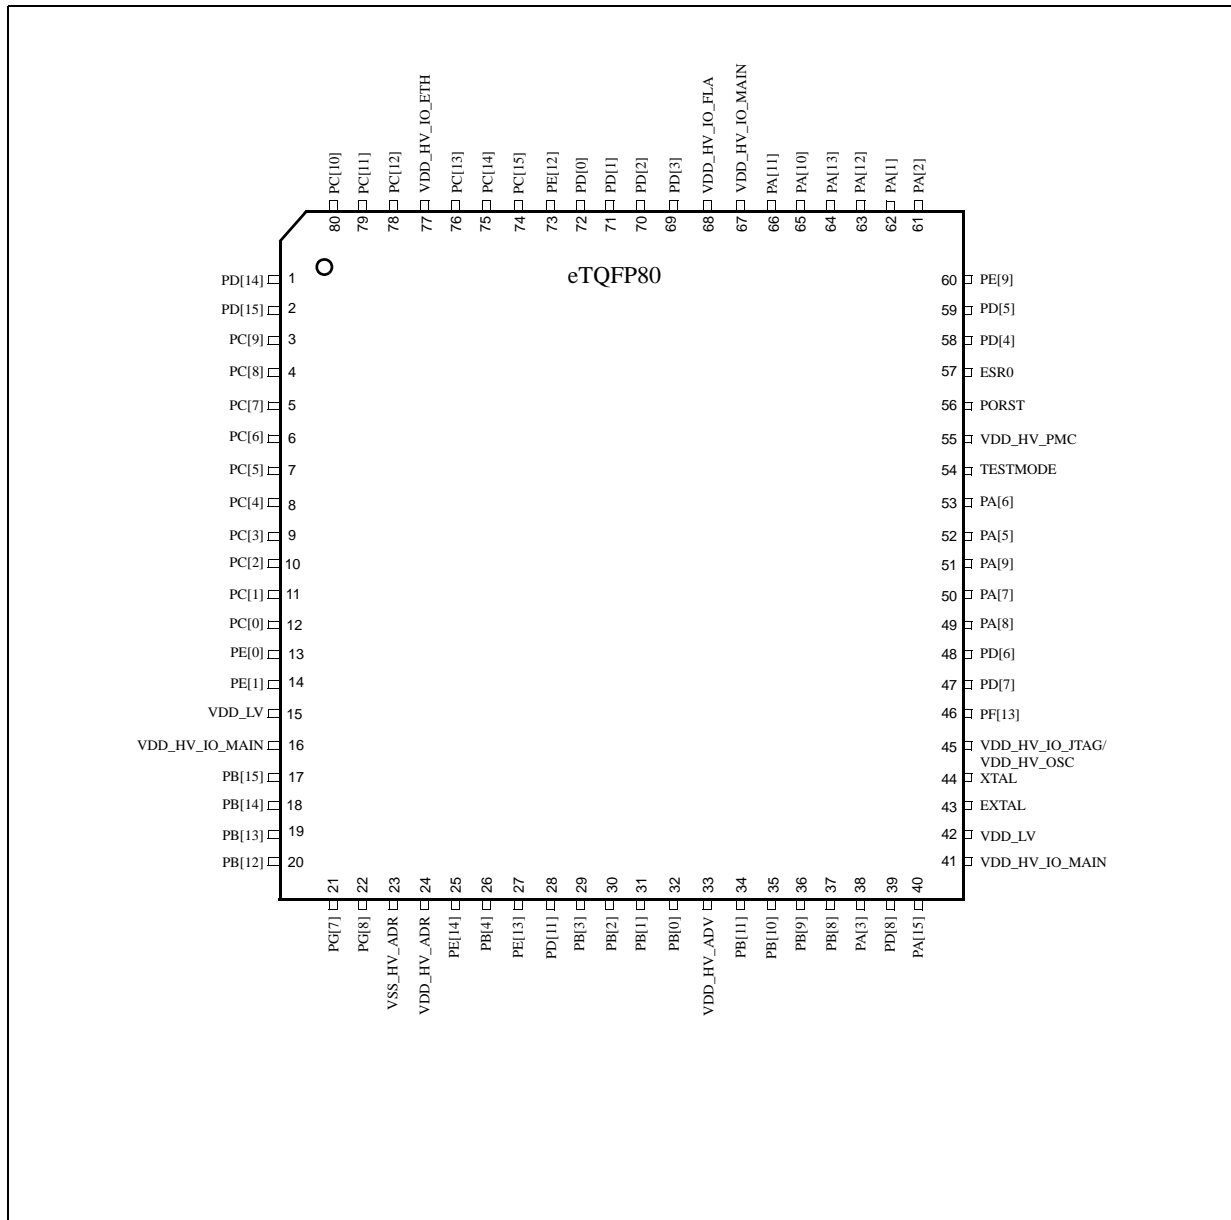 PC[10]
PC[11]
PC[12]
VDD_HV_IO_ETH
PC[13]
PC[14]
PC[15]
PE[12]
PD[0]
PD[1]
PD[2]
PD[3]
VDD_HV_IO_FLA
VDD_HV_IO_MAIN
PA[11]
PA[10]
PA[13]
PA[12]
PA[1]
PA[2]
80
79
78
77
76
75
74
73
72
71
70
69
68
67
66
65
64
63
62
61
eTQFP80
PD[14] 1
PD[15] 2
PC[9] 3
PC[8] 4
PC[7] 5
PC[6] 6
PC[5] 7
PC[4] 8
PC[3] 9
PC[2] 10
PC[1] 11
PC[0] 12
PE[0] 13
PE[1] 14
VDD_LV 15
VDD_HV_IO_MAIN 16
PB[15] 17
PB[14] 18
PB[13] 19
PB[12] 20
60 PE[9]
59 PD[5]
58 PD[4]
57 ESR0
56 PORST
55 VDD_HV_PMC
54 TESTMODE
53 PA[6]
52 PA[5]
51 PA[9]
50 PA[7]
49 PA[8]
48 PD[6]
47 PD[7]
46 PF[13]
45 VDD_HV_IO_JTAG/
VDD_HV_OSC
44 XTAL
43 EXTAL
42 VDD_LV
41 VDD_HV_IO_MAIN
21
22
23
24
25
26
27
28
29
30
31
32
33
34
35
36
37
38
39
40
PG[7]
PG[8]
VSS_HV_ADR
VDD_HV_ADR
PE[14]
PB[4]
PE[13]
PD[11]
PB[3]
PB[2]
PB[1]
PB[0]
VDD_HV_ADV
PB[11]
PB[10]
PB[9]
PB[8]
PA[3]
PD[8]
PA[15]